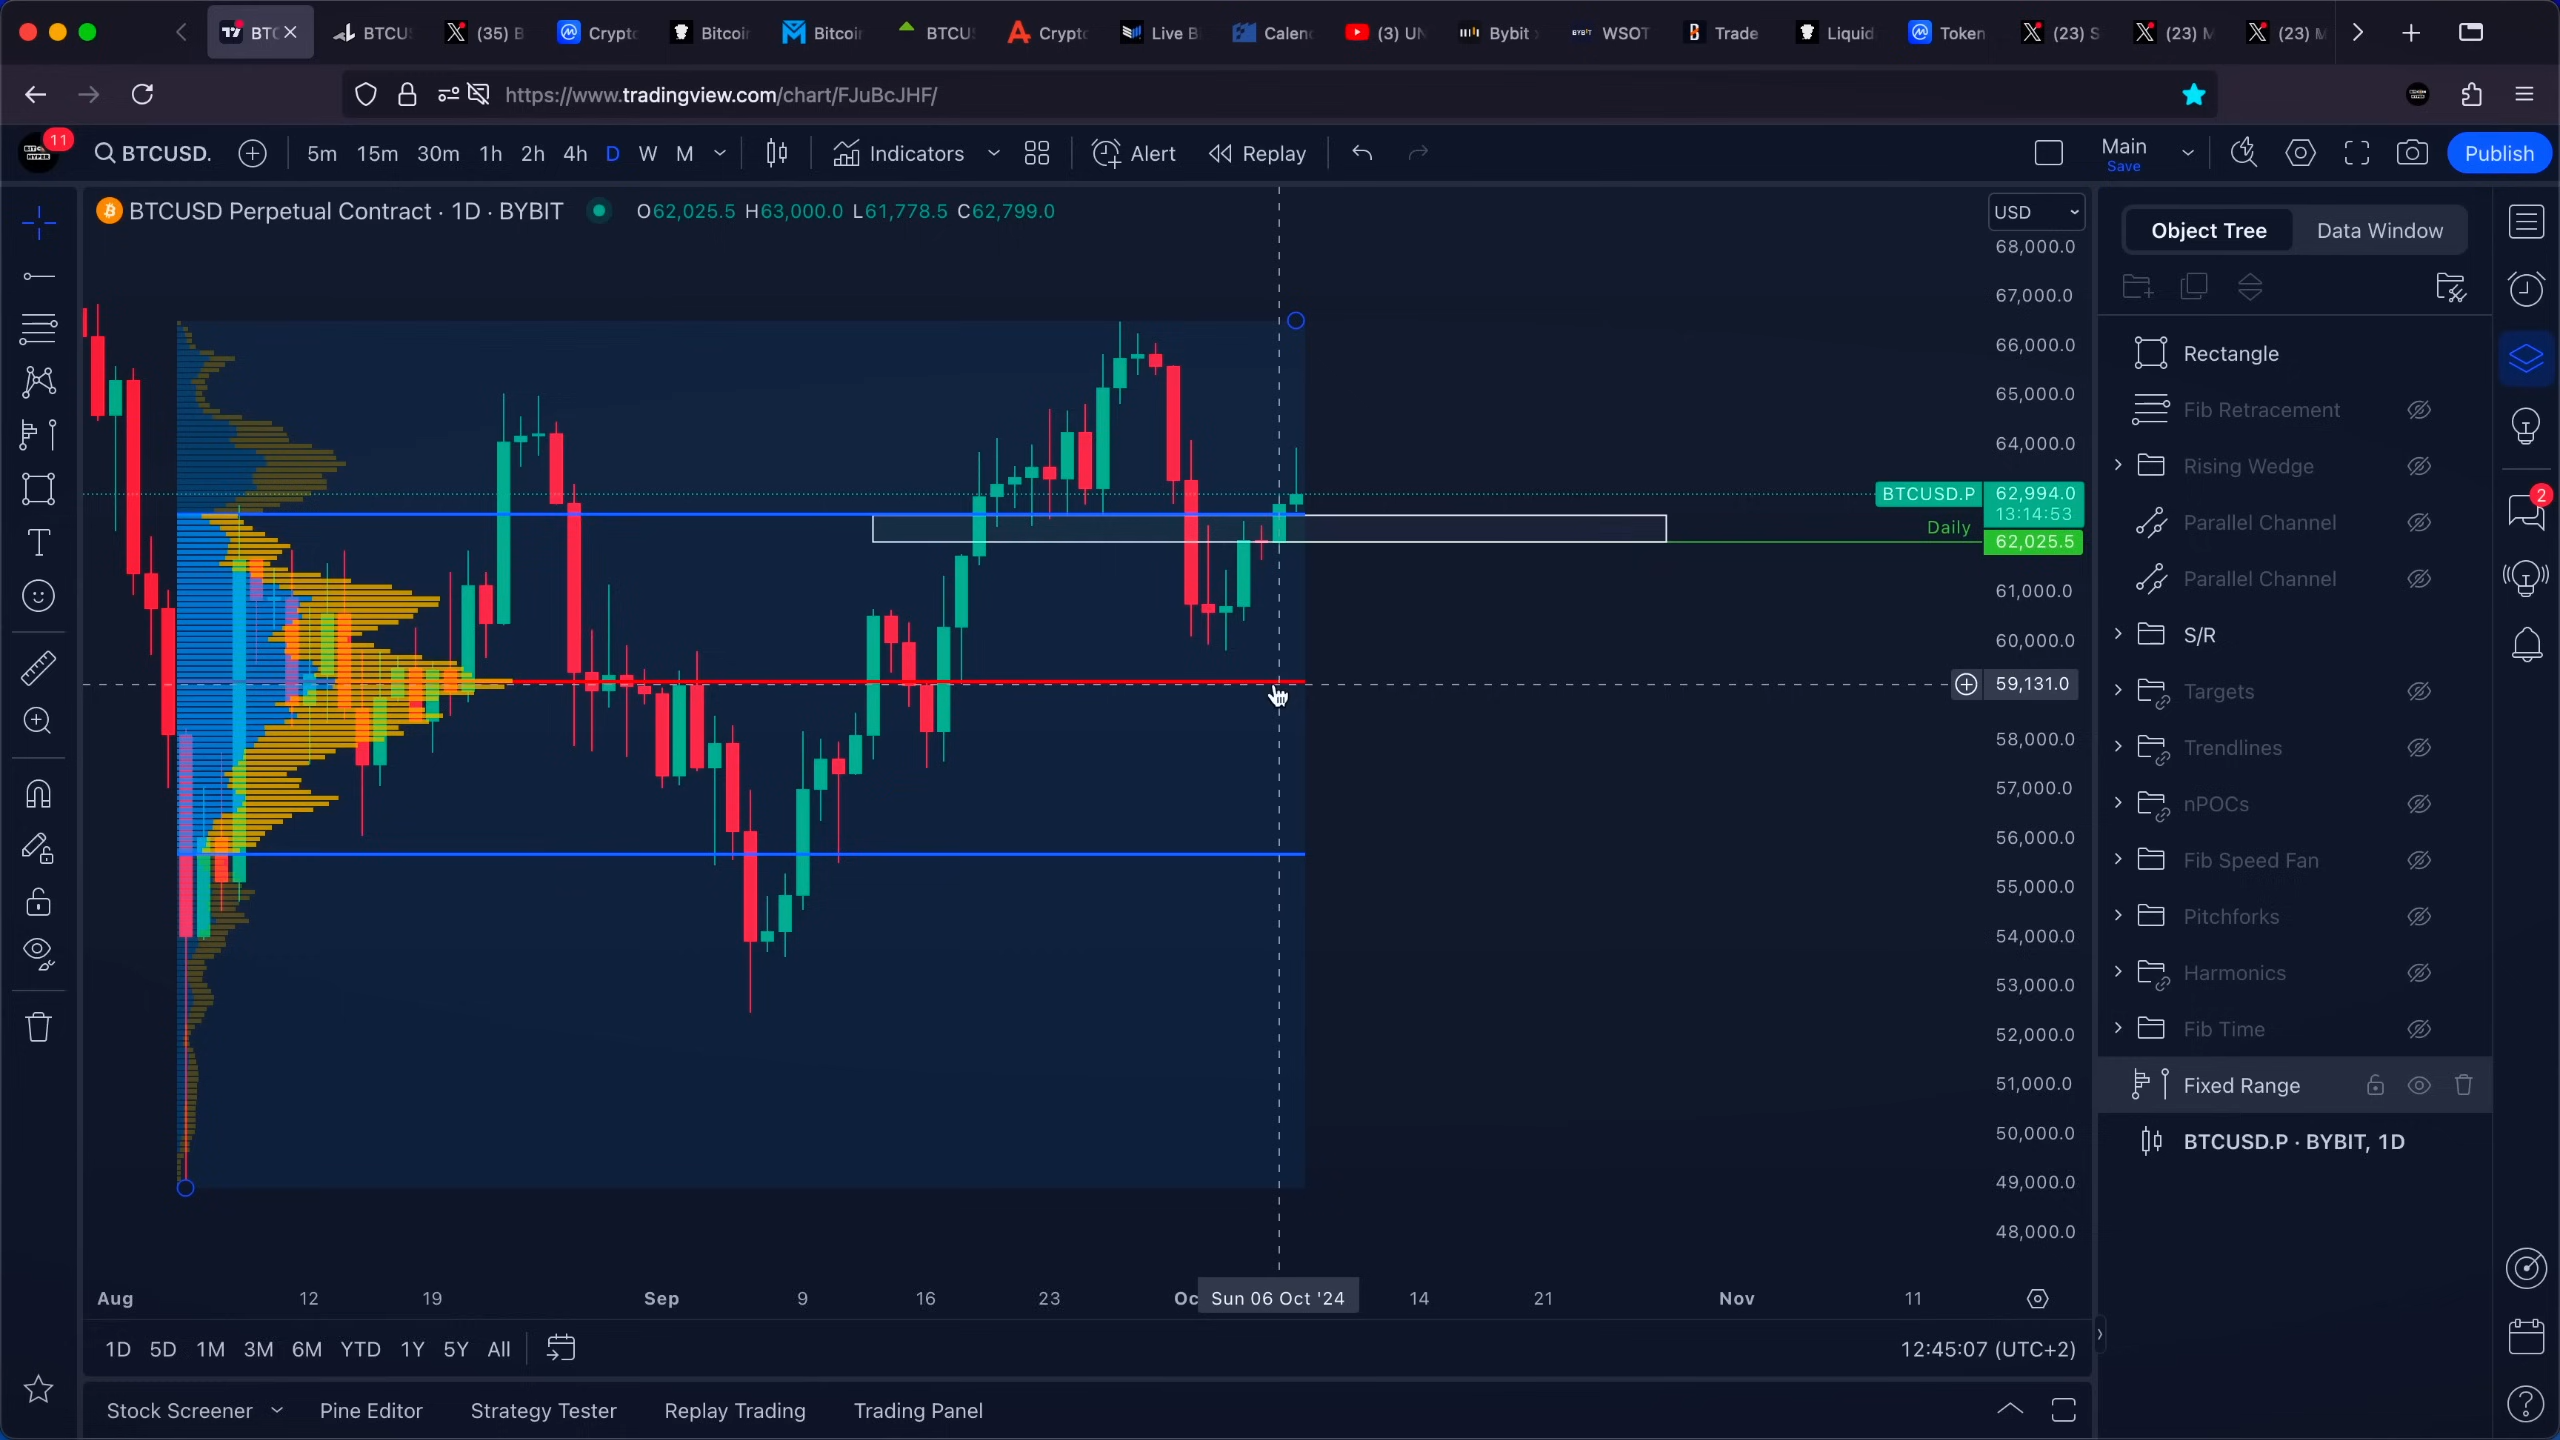 BTC
BTCUS
(35) B
Crypto
Bitcoin
Bitcoin
BTCUS
Crypto
Live B
Calen
(3) UN
Bybit
BYBIT WSOT
Trade
Liquid
Token
(23) S
(23) M
(23) M
https://www.tradingview.com/chart/FJuBcJHF/
11
BTCUSD.
5m 15m 30m 1h 2h 4h D W M
Indicators
Alert
Replay
Main
Save
Publish
BTCUSD Perpetual Contract · 1D · BYBIT
O62,025.5 H63,000.0 L61,778.5 C62,799.0
USD
68,000.0
67,000.0
66,000.0
65,000.0
64,000.0
BTCUSD.P 62,994.0
13:14:53
Daily 62,025.5
61,000.0
60,000.0
59,131.0
58,000.0
57,000.0
56,000.0
55,000.0
54,000.0
53,000.0
52,000.0
51,000.0
50,000.0
49,000.0
48,000.0
Aug 12 19 Sep 9 16 23 Oc Sun 06 Oct '24 14 21 Nov 11
1D 5D 1M 3M 6M YTD 1Y 5Y All
12:45:07 (UTC+2)
Stock Screener
Pine Editor
Strategy Tester
Replay Trading
Trading Panel
Object Tree
Data Window
Rectangle
Fib Retracement
Rising Wedge
Parallel Channel
Parallel Channel
S/R
Targets
Trendlines
nPOCs
Fib Speed Fan
Pitchforks
Harmonics
Fib Time
Fixed Range
BTCUSD.P · BYBIT, 1D
2